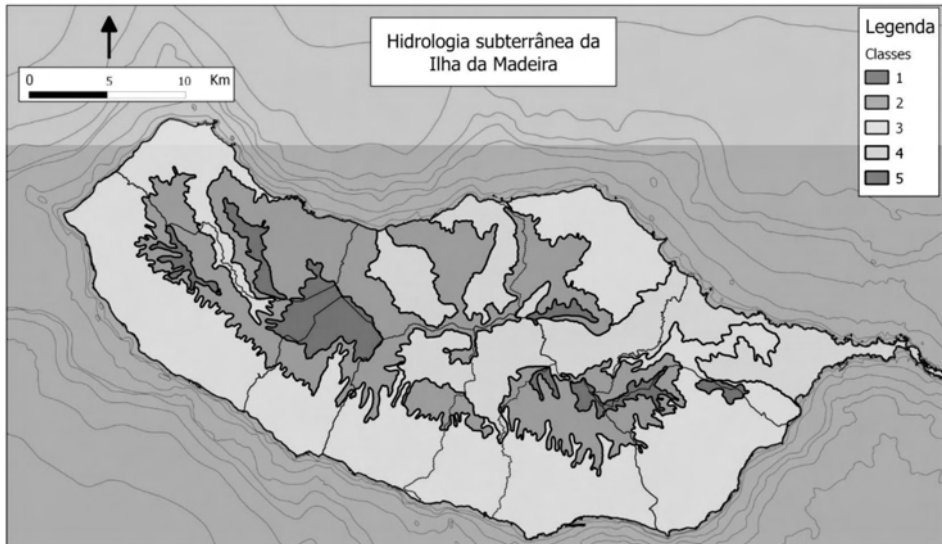 Hidrologia subterrânea da
Ilha da Madeira
0 5 10 Km
Legenda
Classes
1
2
3
4
5